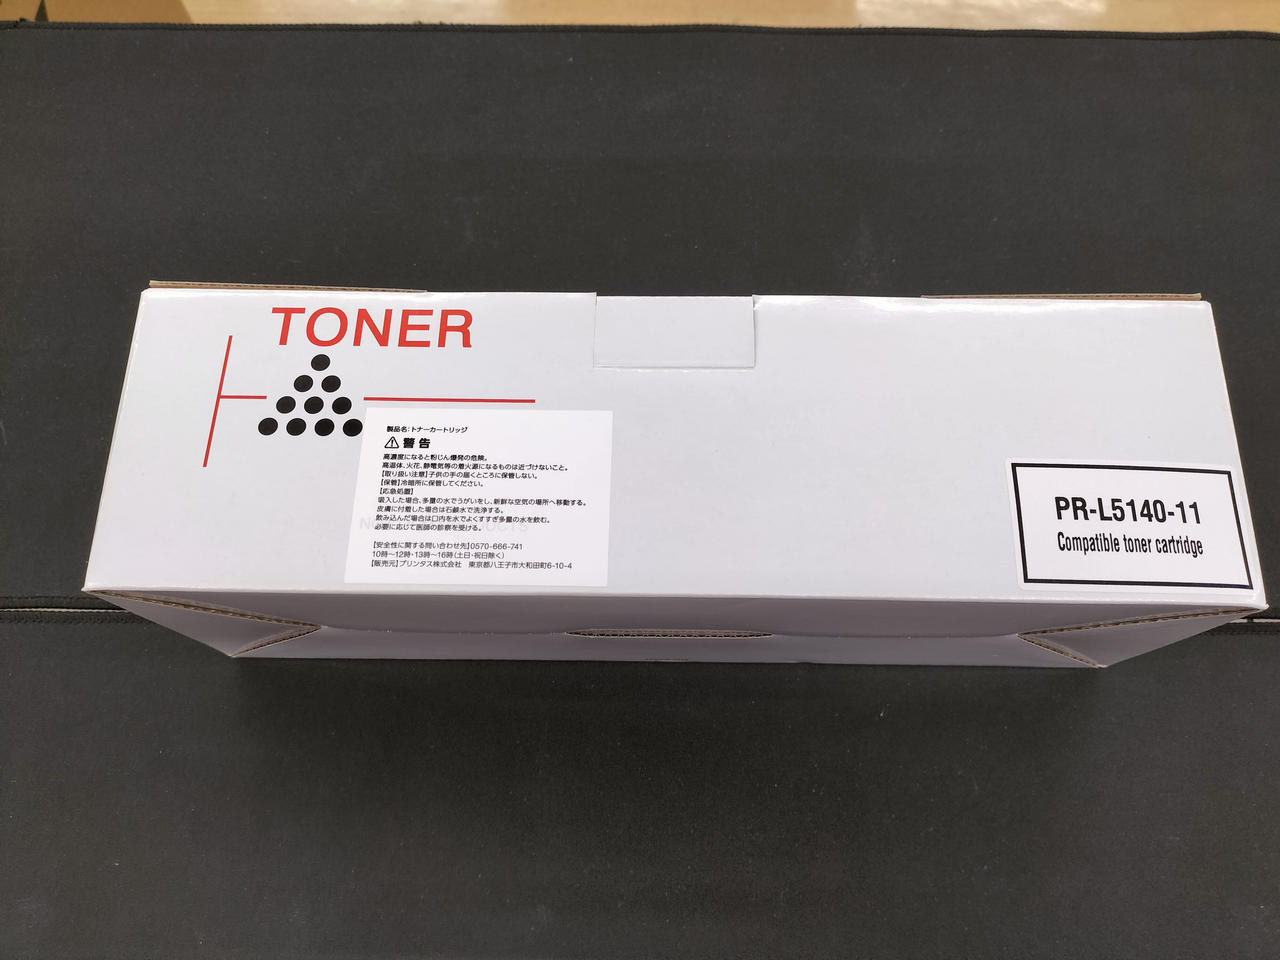 TONER
製品名：トナーカートリッジ
警告
高濃度になると粉じん爆発の危険。
高温体、火花、静電気等の着火源になるものは近づけないこと。
【取り扱い注意】子供の手の届くところに保管しない。
【保管】冷暗所に保管してください。
【応急処置】
吸入した場合、多量の水でうがいをし、新鮮な空気の場所へ移動する。
皮膚に付着した場合は石鹸水で洗浄する。
飲み込んだ場合は口内を水でよくすすぎ多量の水を飲む。
必要に応じて医師の診察を受ける。
【安全性に関する問い合わせ先】0570-666-741
10時～12時・13時～16時（土日・祝日除く）
【販売元】プリンタス株式会社　東京都八王子市大和田町6-10-4
PR-L5140-11
Compatible toner cartridge